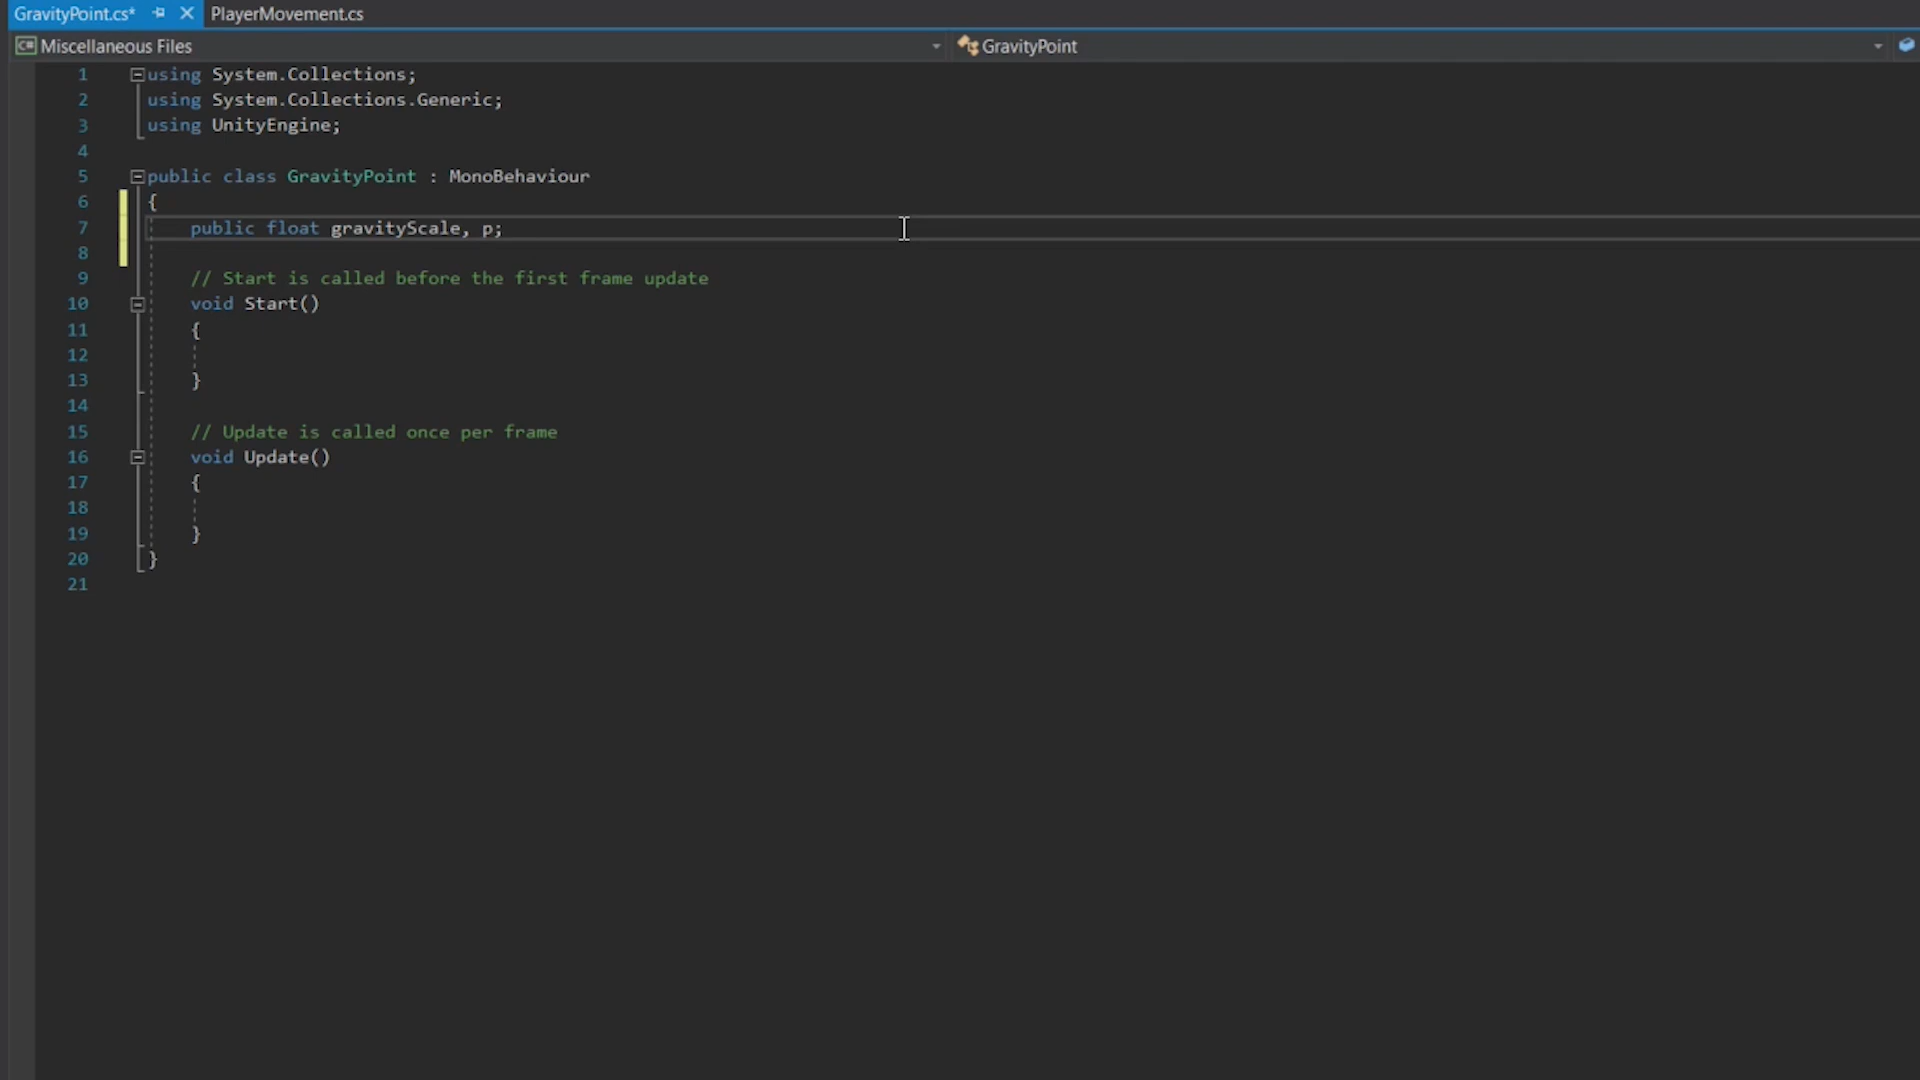 GravityPoint.cs* PlayerMovement.cs
C# Miscellaneous Files GravityPoint
1 using System.Collections;
2 using System.Collections.Generic;
3 using UnityEngine;
4
5 public class GravityPoint : MonoBehaviour
6 {
7 public float gravityScale, p;
8
9 // Start is called before the first frame update
10 void Start()
11 {
12
13 }
14
15 // Update is called once per frame
16 void Update()
17 {
18
19 }
20 }
21